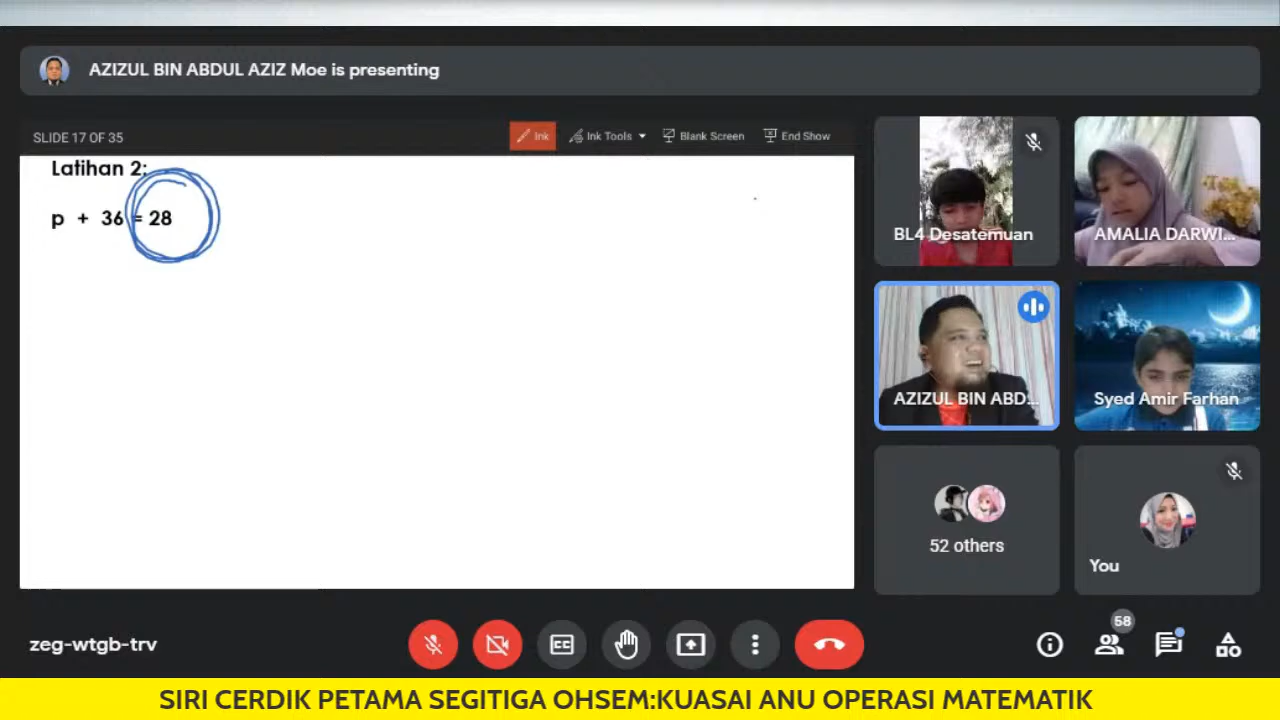 AZIZUL BIN ABDUL AZIZ Moe is presenting
SLIDE 17 OF 35
Ink
Ink Tools
Blank Screen
End Show
Latihan 2:
p + 36 = 28
BL4 Desatemuan
AMALIA DARWI...
AZIZUL BIN ABD...
Syed Amir Farhan
52 others
You
zeg-wtgb-trv
CC
58
SIRI CERDIK PETAMA SEGITIGA OHSEM:KUASAI ANU OPERASI MATEMATIK